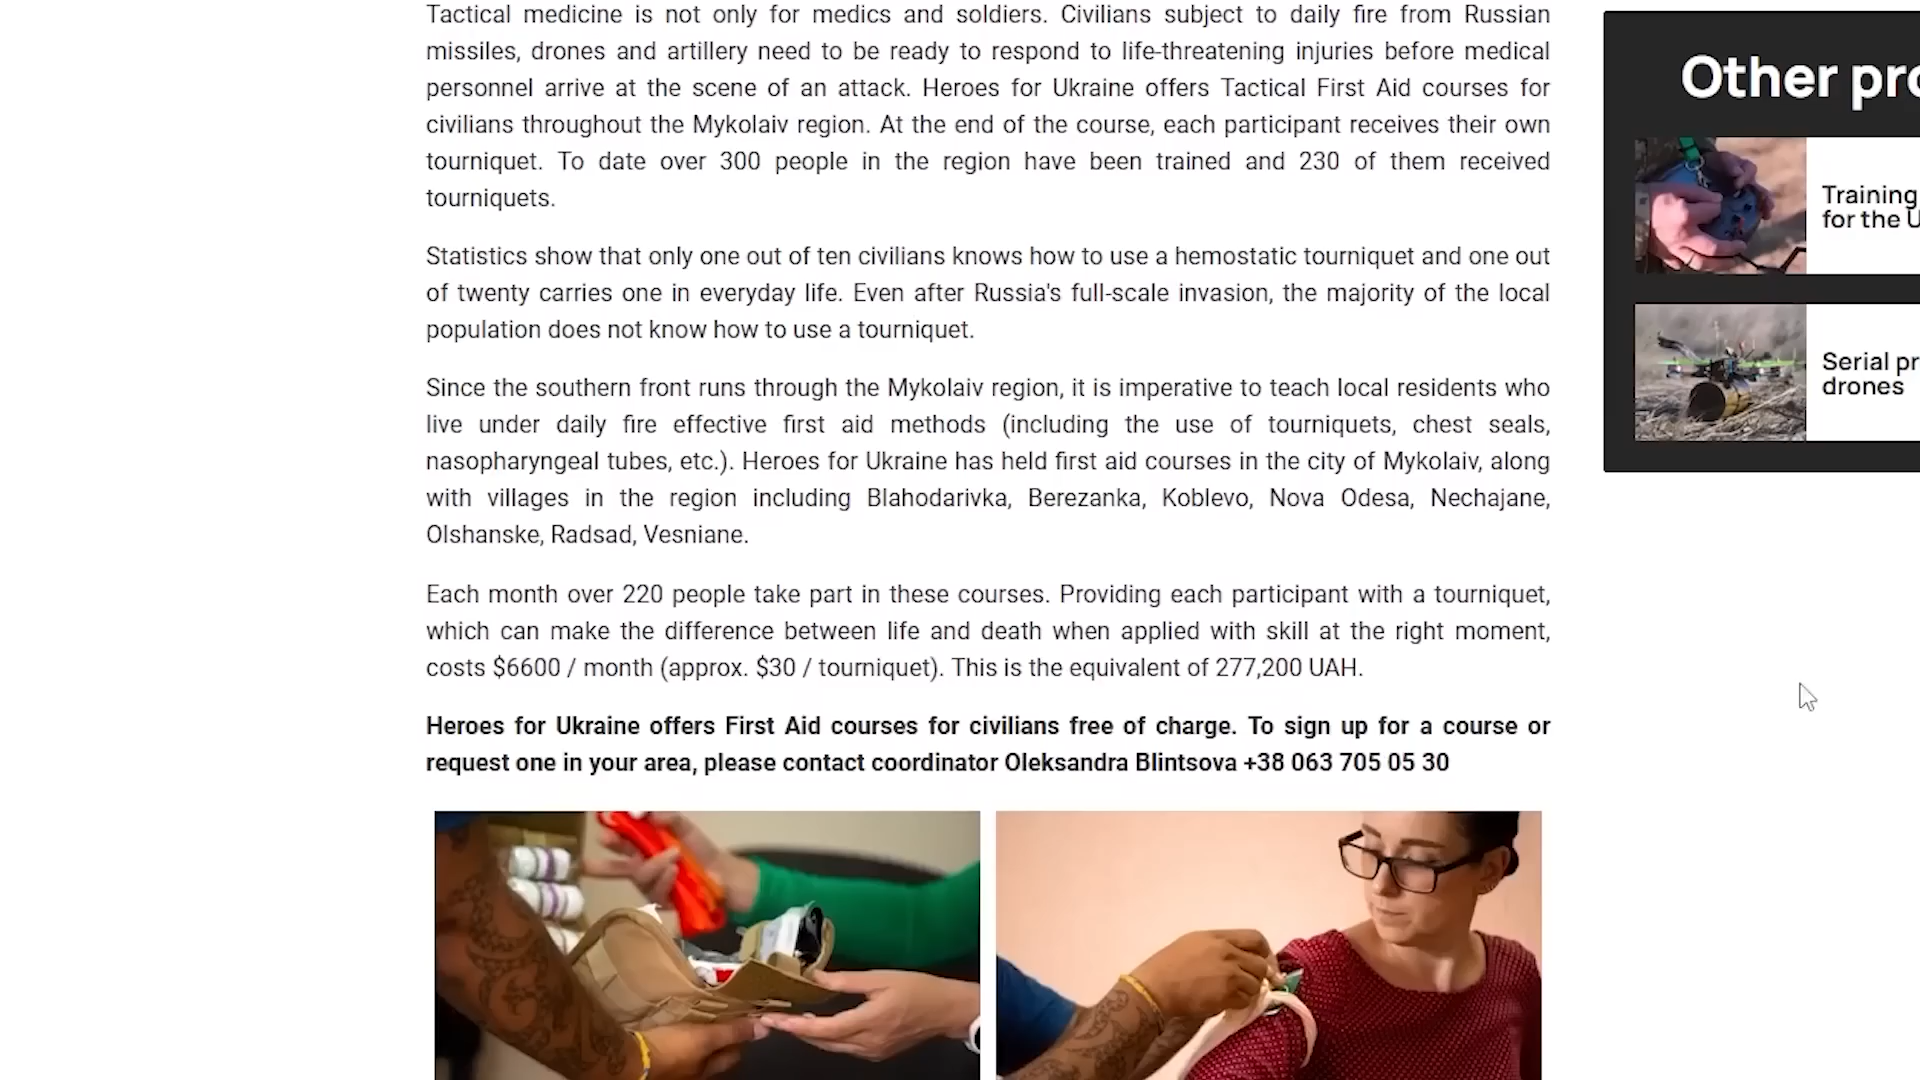 Tactical medicine is not only for medics and soldiers. Civilians subject to daily fire from Russian
missiles, drones and artillery need to be ready to respond to life-threatening injuries before medical
personnel arrive at the scene of an attack. Heroes for Ukraine offers Tactical First Aid courses for
civilians throughout the Mykolaiv region. At the end of the course, each participant receives their own
tourniquet. To date over 300 people in the region have been trained and 230 of them received
tourniquets.
Statistics show that only one out of ten civilians knows how to use a hemostatic tourniquet and one out
of twenty carries one in everyday life. Even after Russia's full-scale invasion, the majority of the local
population does not know how to use a tourniquet.
Since the southern front runs through the Mykolaiv region, it is imperative to teach local residents who
live under daily fire effective first aid methods (including the use of tourniquets, chest seals,
nasopharyngeal tubes, etc.). Heroes for Ukraine has held first aid courses in the city of Mykolaiv, along
with villages in the region including Blahodarivka, Berezanka, Koblevo, Nova Odesa, Nechajane,
Olshanske, Radsad, Vesniane.
Each month over 220 people take part in these courses. Providing each participant with a tourniquet,
which can make the difference between life and death when applied with skill at the right moment,
costs $6600 / month (approx. $30 / tourniquet). This is the equivalent of 277,200 UAH.
Heroes for Ukraine offers First Aid courses for civilians free of charge. To sign up for a course or
request one in your area, please contact coordinator Oleksandra Blintsova +38 063 705 05 30
Other pro
Training
for the U
Serial pr
drones